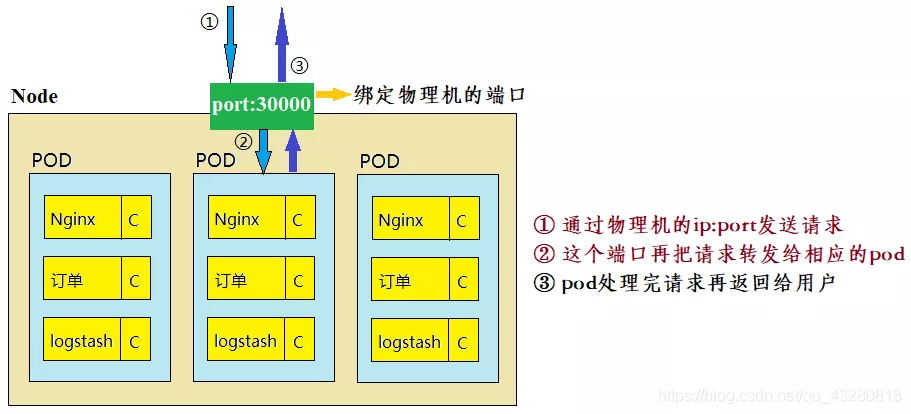 ①
③
Node
port:30000
绑定物理机的端口
②
POD
POD
POD
Nginx C
Nginx C
Nginx C
订单 C
订单 C
订单 C
logstash C
logstash C
logstash C
① 通过物理机的ip:port发送请求
② 这个端口再把请求转发给相应的pod
③ pod处理完请求再返回给用户
https://blog.csdn.net/qq_43280818